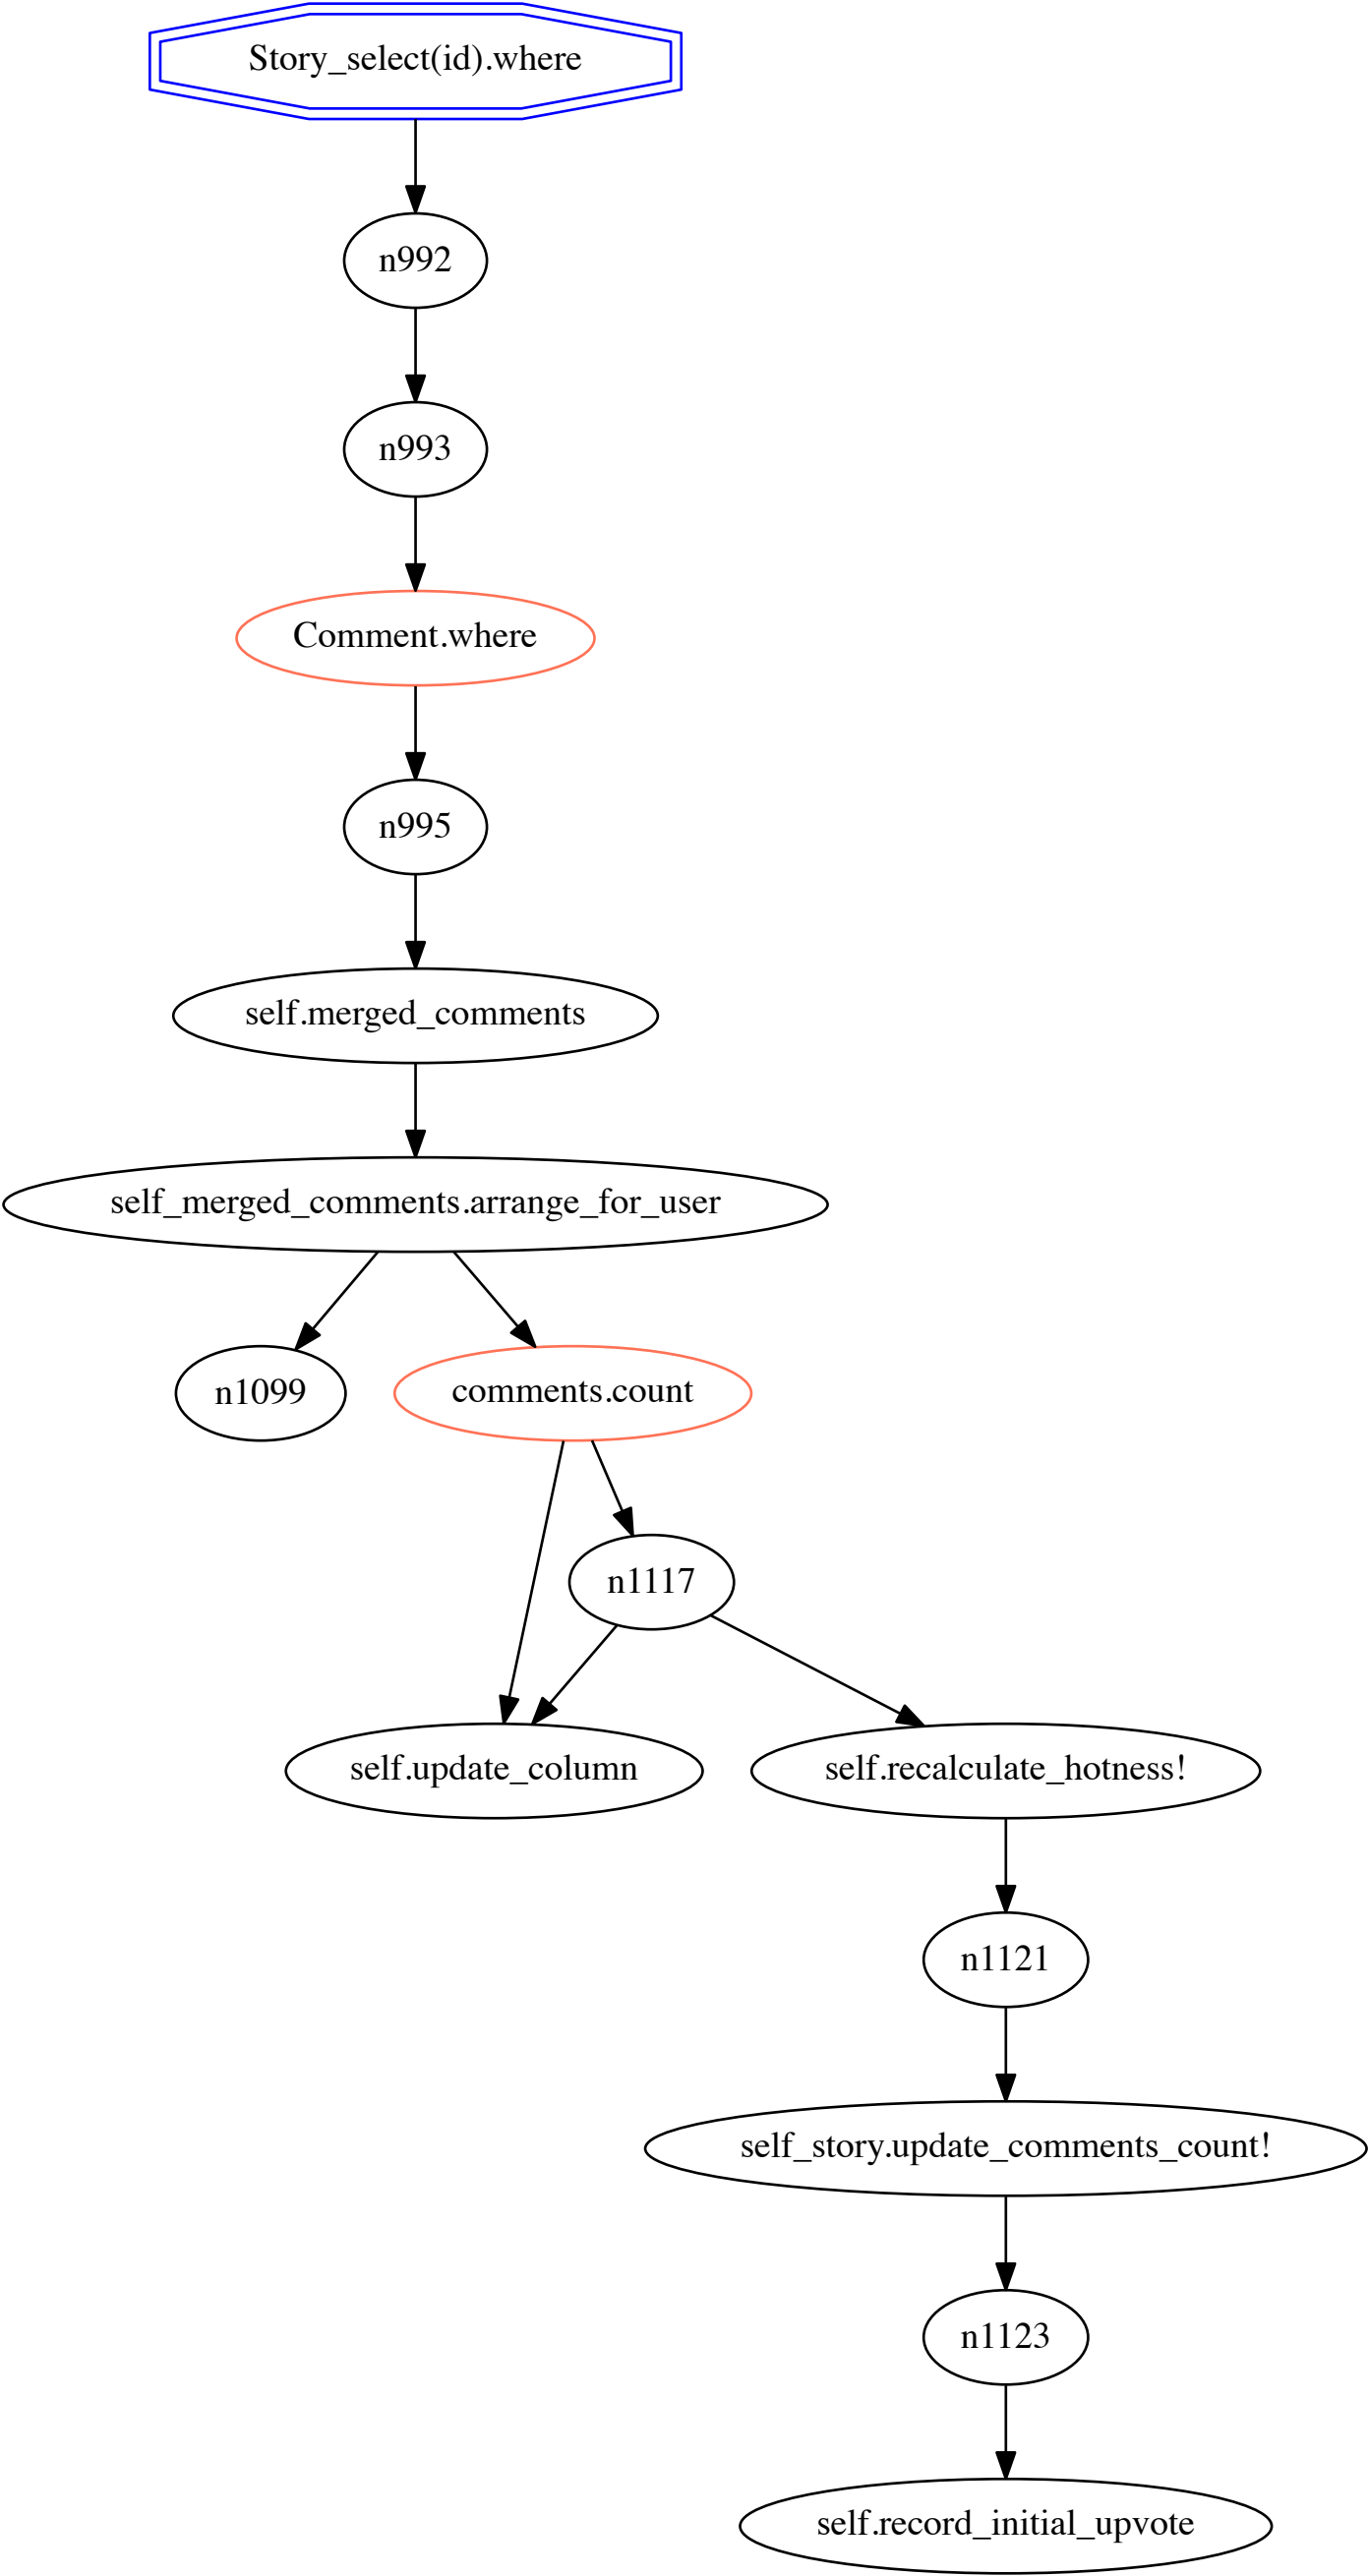 Story_select(id).where
n992
n993
Comment.where
n995
self.merged_comments
self_merged_comments.arrange_for_user
n1099
comments.count
n1117
self.update_column
self.recalculate_hotness!
n1121
self_story.update_comments_count!
n1123
self.record_initial_upvote